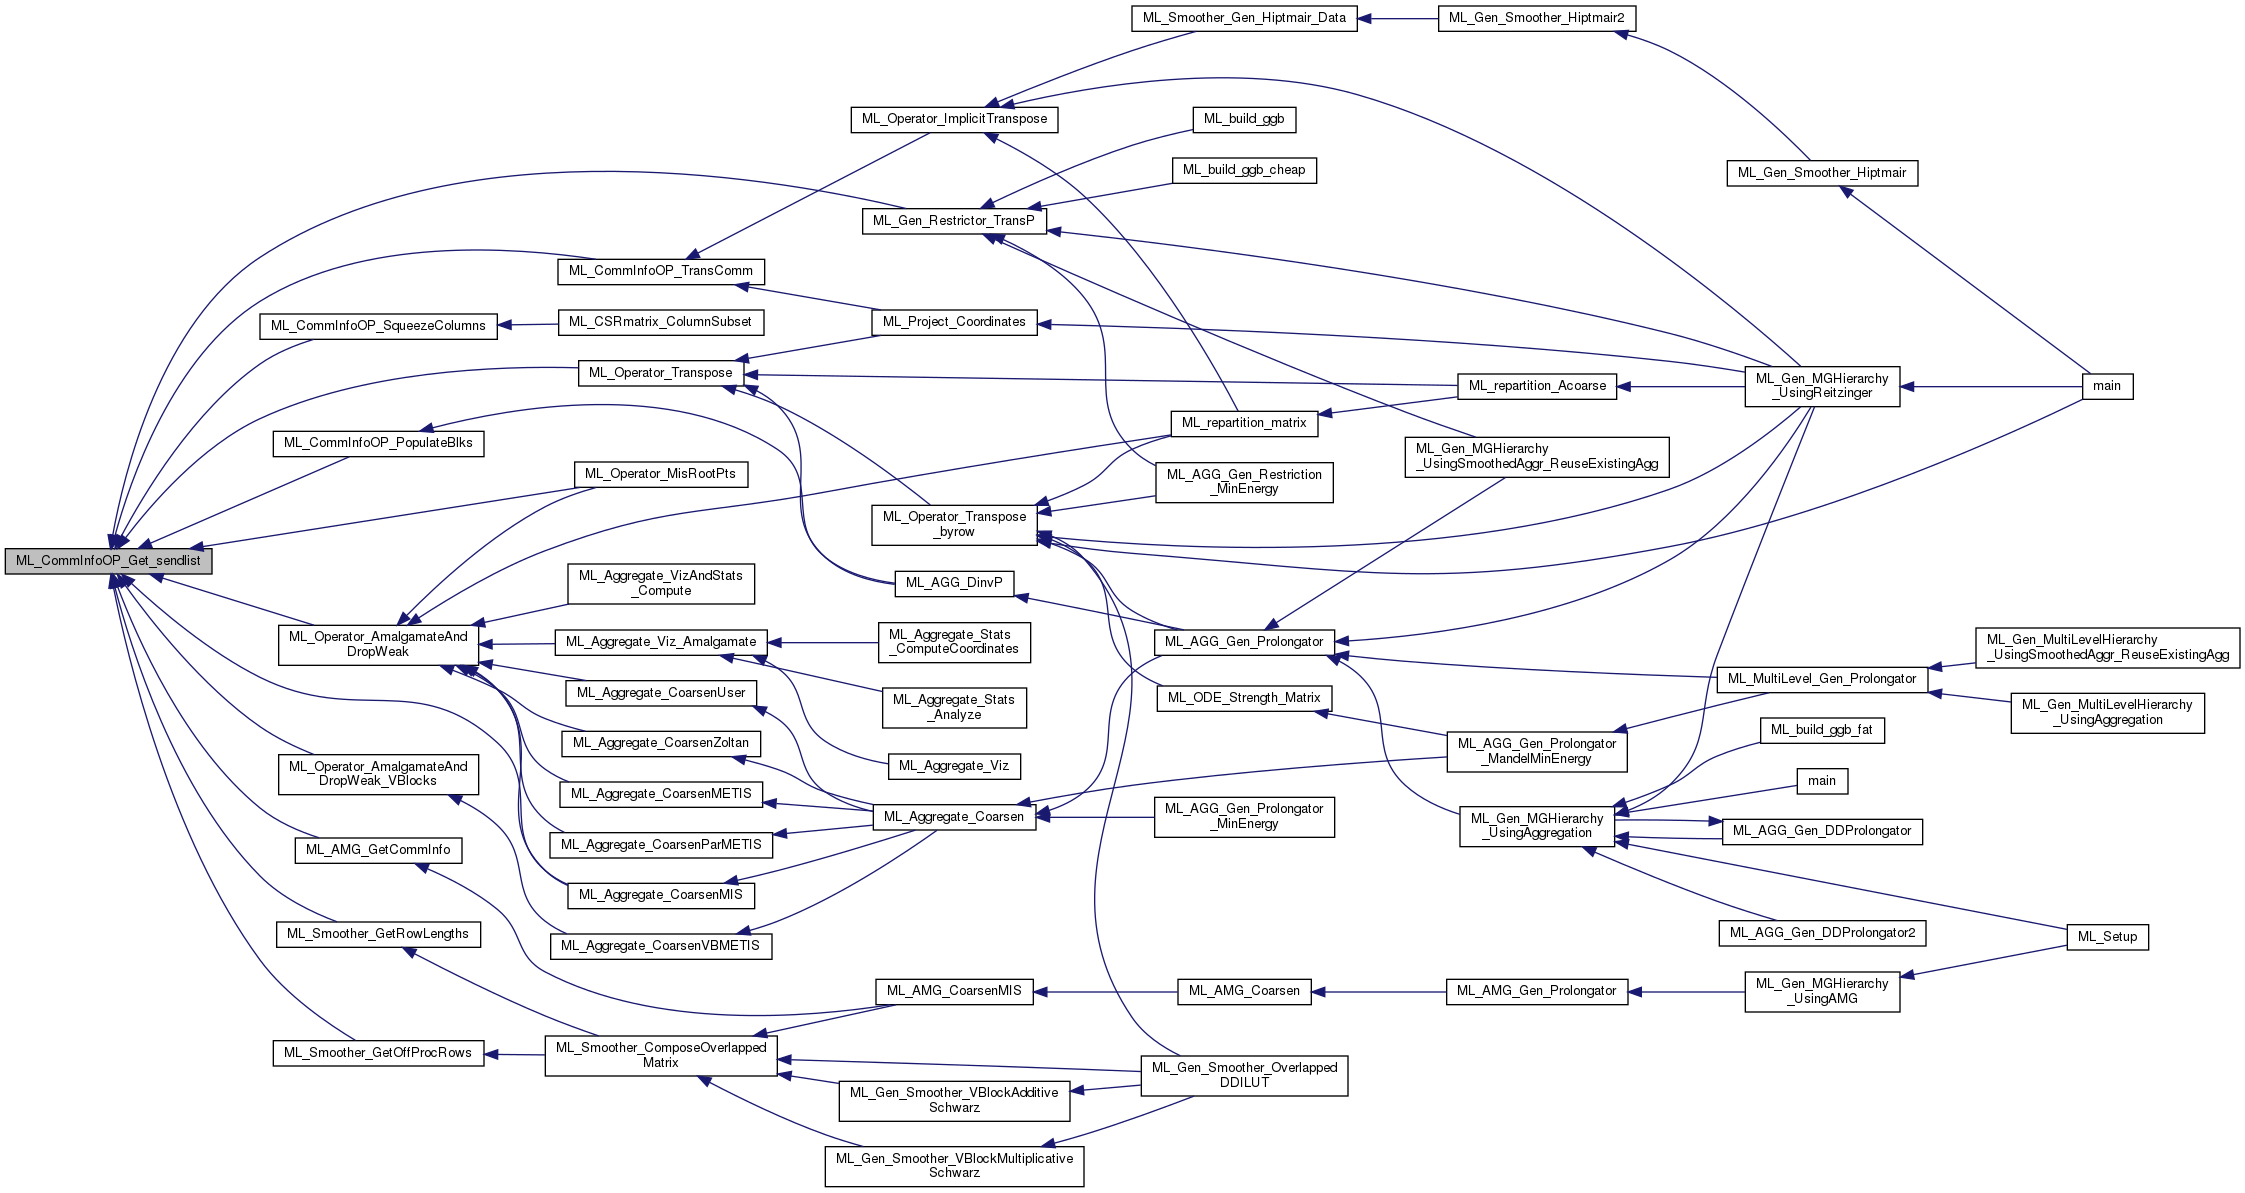 ML_Smoother_Gen_Hiptmair_Data
ML_Gen_Smoother_Hiptmair2
ML_Operator_ImplicitTranspose
ML_build_ggb
ML_build_ggb_cheap
ML_Gen_Smoother_Hiptmair
ML_Gen_Restrictor_TransP
ML_CommInfoOP_TransComm
ML_CommInfoOP_SqueezeColumns
ML_CSRmatrix_ColumnSubset
ML_Project_Coordinates
ML_Operator_Transpose
ML_repartition_Acoarse
ML_Gen_MGHierarchy
_UsingReitzinger
main
ML_CommInfoOP_PopulateBlks
ML_repartition_matrix
ML_Gen_MGHierarchy
_UsingSmoothedAggr_ReuseExistingAgg
ML_Operator_MisRootPts
ML_AGG_Gen_Restriction
_MinEnergy
ML_Operator_Transpose
_byrow
ML_CommInfoOP_Get_sendlist
ML_Aggregate_VizAndStats
_Compute
ML_AGG_DinvP
ML_Operator_AmalgamateAnd
DropWeak
ML_Aggregate_Viz_Amalgamate
ML_Aggregate_Stats
_ComputeCoordinates
ML_AGG_Gen_Prolongator
ML_Gen_MultiLevelHierarchy
_UsingSmoothedAggr_ReuseExistingAgg
ML_MultiLevel_Gen_Prolongator
ML_Aggregate_CoarsenUser
ML_Aggregate_Stats
_Analyze
ML_ODE_Strength_Matrix
ML_Gen_MultiLevelHierarchy
_UsingAggregation
ML_Aggregate_CoarsenZoltan
ML_Aggregate_Viz
ML_AGG_Gen_Prolongator
_MandelMinEnergy
ML_build_ggb_fat
ML_Operator_AmalgamateAnd
DropWeak_VBlocks
ML_Aggregate_CoarsenMETIS
main
ML_Aggregate_Coarsen
ML_AGG_Gen_Prolongator
_MinEnergy
ML_Gen_MGHierarchy
_UsingAggregation
ML_AGG_Gen_DDProlongator
ML_AMG_GetCommInfo
ML_Aggregate_CoarsenParMETIS
ML_Aggregate_CoarsenMIS
ML_Smoother_GetRowLengths
ML_Aggregate_CoarsenVBMETIS
ML_AGG_Gen_DDProlongator2
ML_Setup
ML_AMG_CoarsenMIS
ML_AMG_Coarsen
ML_AMG_Gen_Prolongator
ML_Gen_MGHierarchy
_UsingAMG
ML_Smoother_GetOffProcRows
ML_Smoother_ComposeOverlapped
Matrix
ML_Gen_Smoother_Overlapped
DDILUT
ML_Gen_Smoother_VBlockAdditive
Schwarz
ML_Gen_Smoother_VBlockMultiplicative
Schwarz